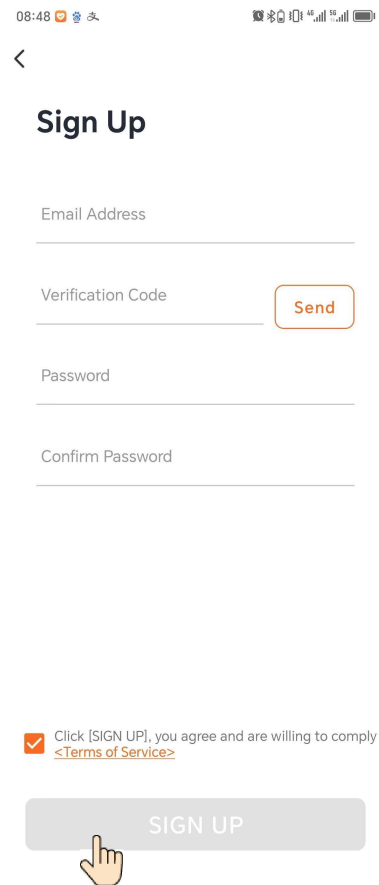 08:48
Sign Up
Email Address
Verification Code
Send
Password
Confirm Password
Click [SIGN UP], you agree and are willing to comply
<Terms of Service>
SIGN UP